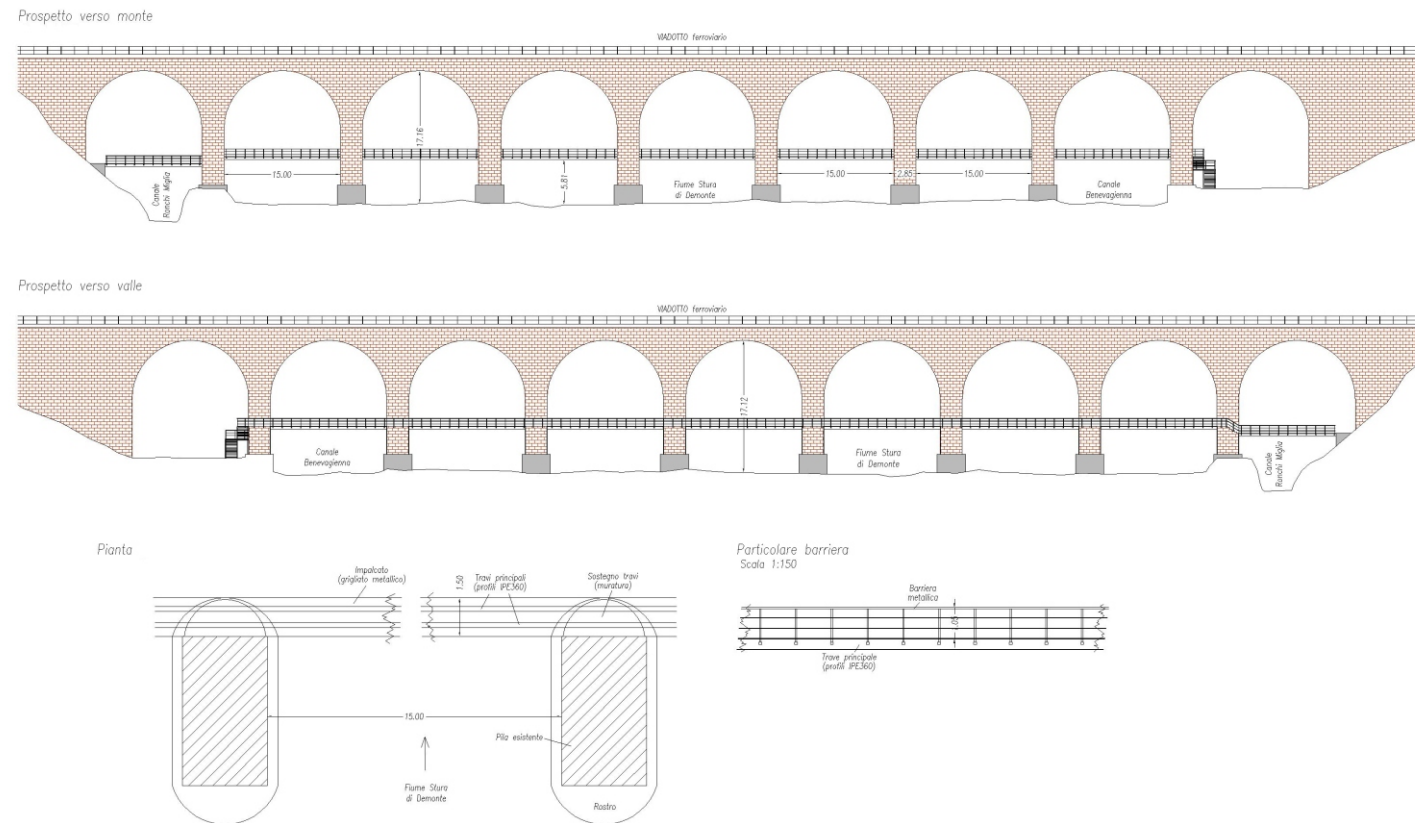 Prospetto verso monte
VIADOTTO ferroviario
17.16
15.00
5.81
15.00
2.85
15.00
Canale
Ronchi Miglia
Fiume Stura
di Demonte
Canale
Benevagienna
Prospetto verso valle
VIADOTTO ferroviario
17.12
Canale
Benevagienna
Fiume Stura
di Demonte
Canale
Ronchi Miglia
Pianta
Impalcato
(grigliato metallico)
1.50
Travi principali
(profili IPE360)
Sostegno travi
(muratura)
15.00
Pila esistente
Fiume Stura
di Demonte
Rostro
Particolare barriera
Scala 1:150
Barriera
metallica
1.05
Trave principale
(profili IPE360)